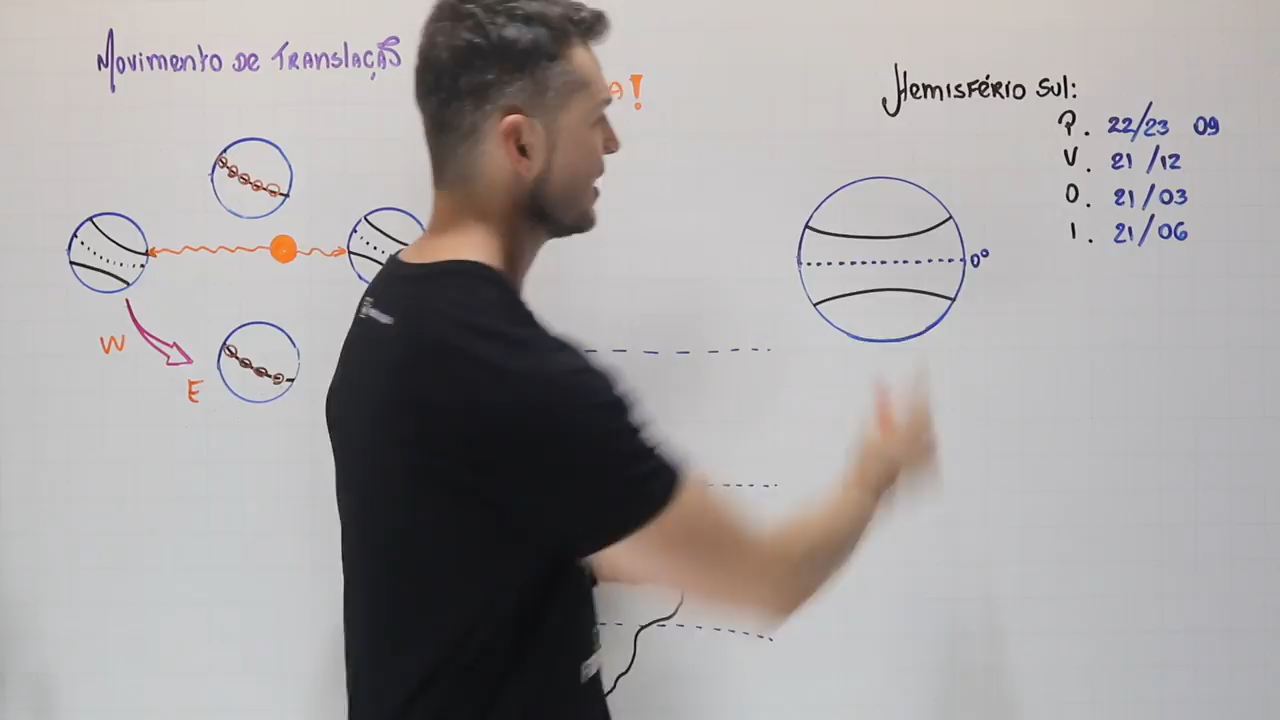 Movimento de Translação
A!
Hemisfério Sul:
P. 22/23 09
V. 21/12
O. 21/03
I. 21/06
0°
W
E